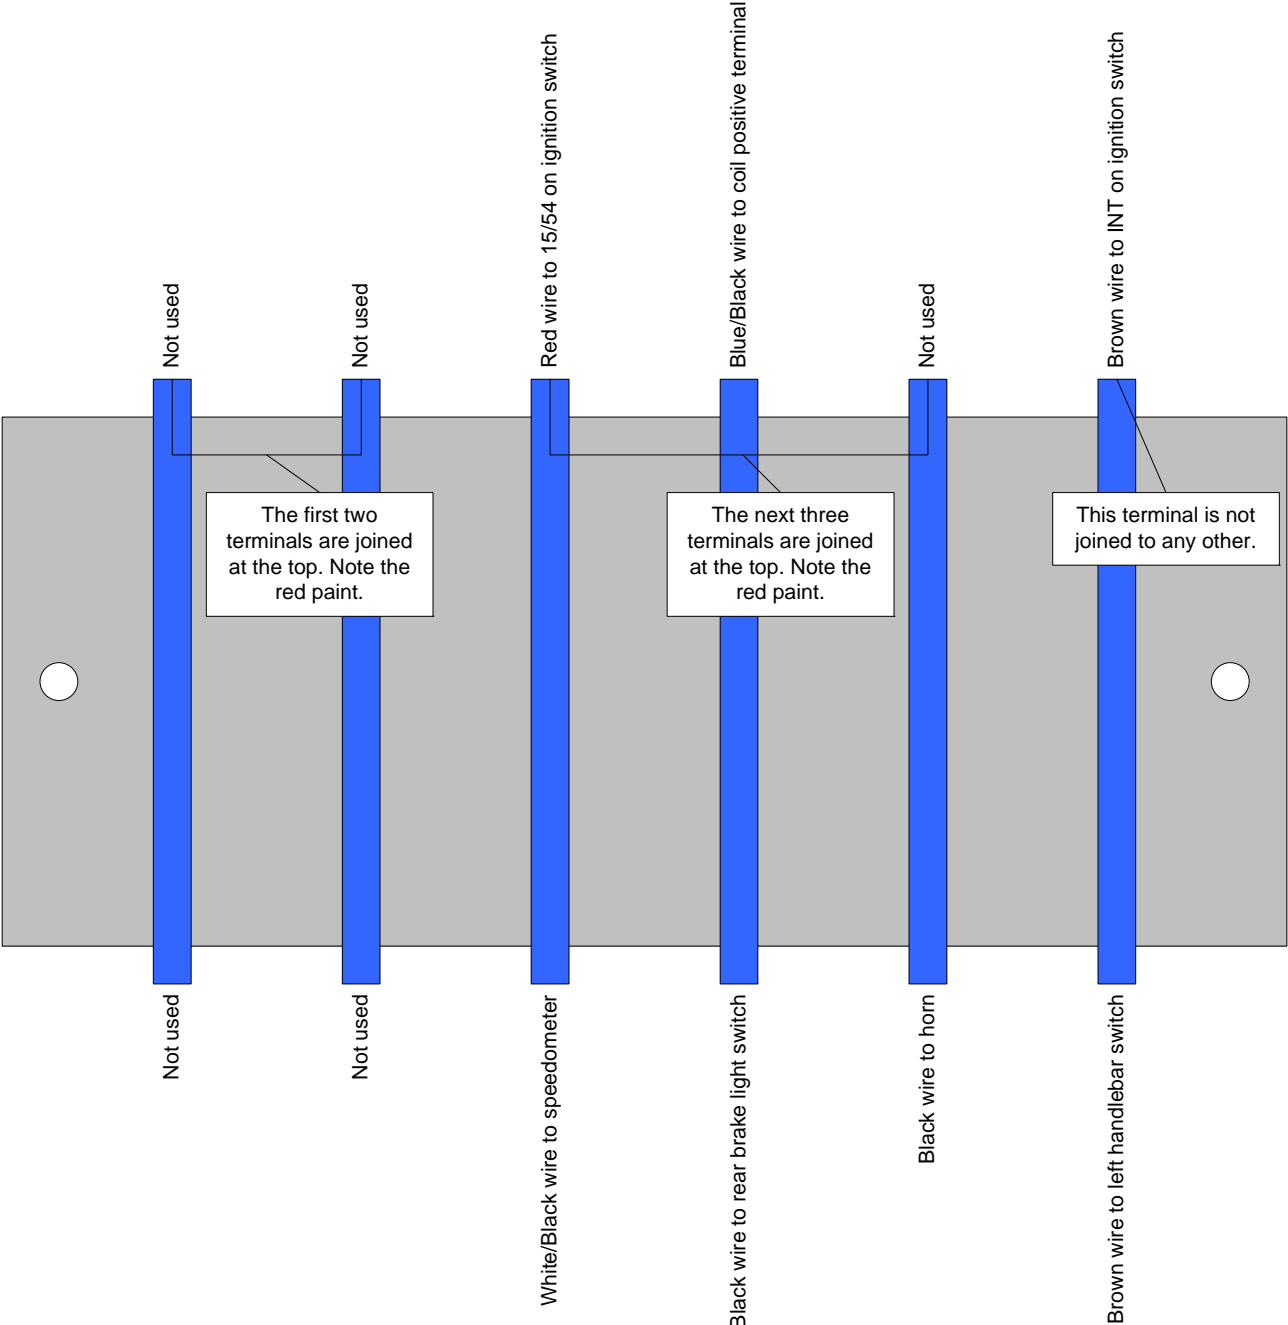 Not used
Not used
Red wire to 15/54 on ignition switch
Blue/Black wire to coil positive terminal
Not used
Brown wire to INT on ignition switch
The first two
terminals are joined
at the top. Note the
red paint.
The next three
terminals are joined
at the top. Note the
red paint.
This terminal is not
joined to any other.
Not used
Not used
White/Black wire to speedometer
Black wire to rear brake light switch
Black wire to horn
Brown wire to left handlebar switch